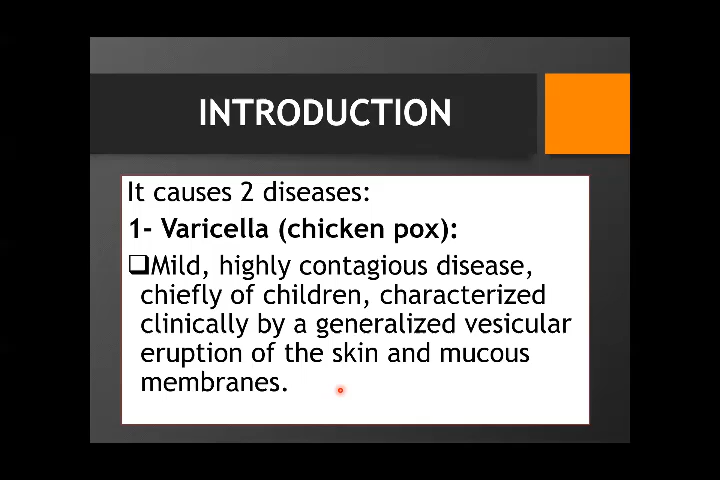 INTRODUCTION
It causes 2 diseases:
1- Varicella (chicken pox):
❑Mild, highly contagious disease,
chiefly of children, characterized
clinically by a generalized vesicular
eruption of the skin and mucous
membranes.